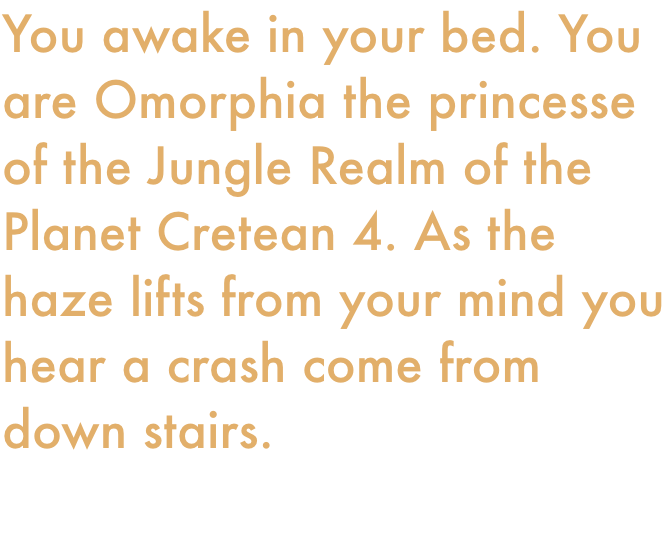 You awake in your bed. You
are Omorphia the princesse
of the Jungle Realm of the
Planet Cretean 4. As the
haze lifts from your mind you
hear a crash come from
down stairs.